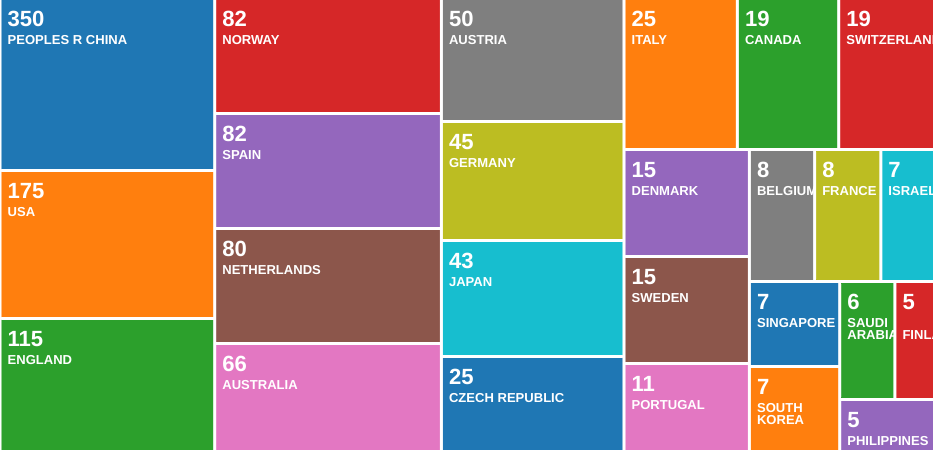 350
PEOPLES R CHINA
175
USA
115
ENGLAND
82
NORWAY
82
SPAIN
80
NETHERLANDS
66
AUSTRALIA
50
AUSTRIA
45
GERMANY
43
JAPAN
25
CZECH REPUBLIC
25
ITALY
19
CANADA
19
SWITZERLAN
15
DENMARK
15
SWEDEN
11
PORTUGAL
8
BELGIUM
8
FRANCE
7
ISRAEL
7
SINGAPORE
7
SOUTH
KOREA
6
SAUDI
ARABIA
5
FINL
5
PHILIPPINES